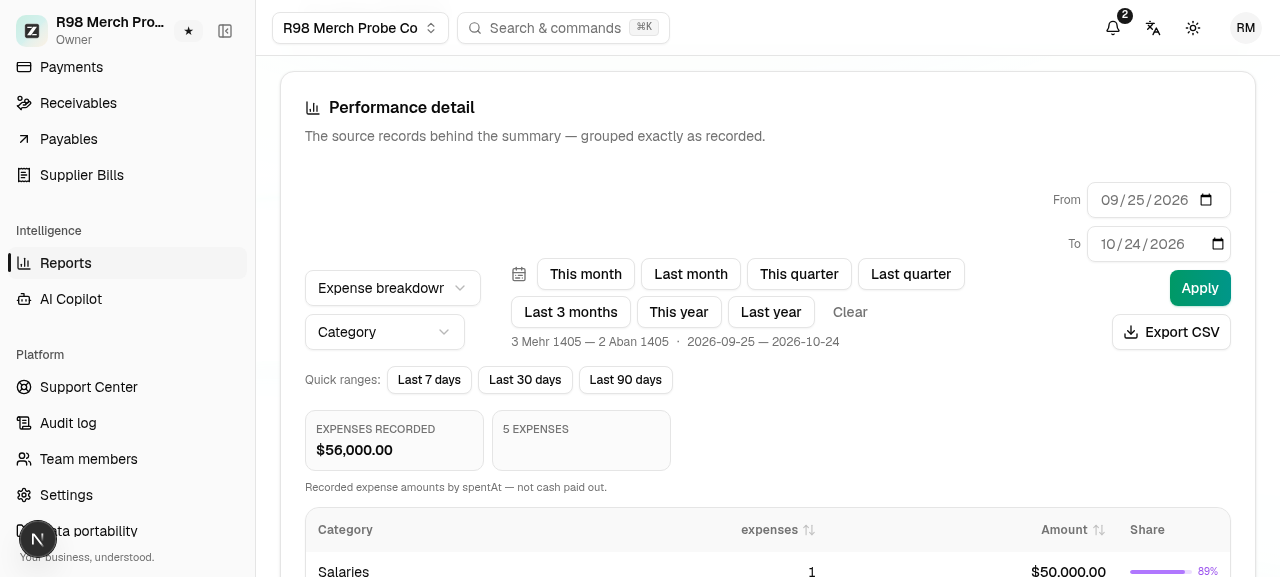 R98 Merch Pro...
Owner
R98 Merch Probe Co
Search & commands
⌘K
2
RM
Payments
Receivables
Payables
Supplier Bills
Intelligence
Reports
AI Copilot
Platform
Support Center
Audit log
Team members
Settings
ata portability
N
Your business, understood.
Performance detail
The source records behind the summary — grouped exactly as recorded.
From 09/25/2026
To 10/24/2026
Expense breakdowr
Category
This month Last month This quarter Last quarter
Last 3 months This year Last year Clear
3 Mehr 1405 — 2 Aban 1405 · 2026-09-25 — 2026-10-24
Apply
Export CSV
Quick ranges: Last 7 days Last 30 days Last 90 days
EXPENSES RECORDED
$56,000.00
5 EXPENSES
Recorded expense amounts by spentAt — not cash paid out.
Category expenses Amount Share
Salaries 1 $50,000.00 89%